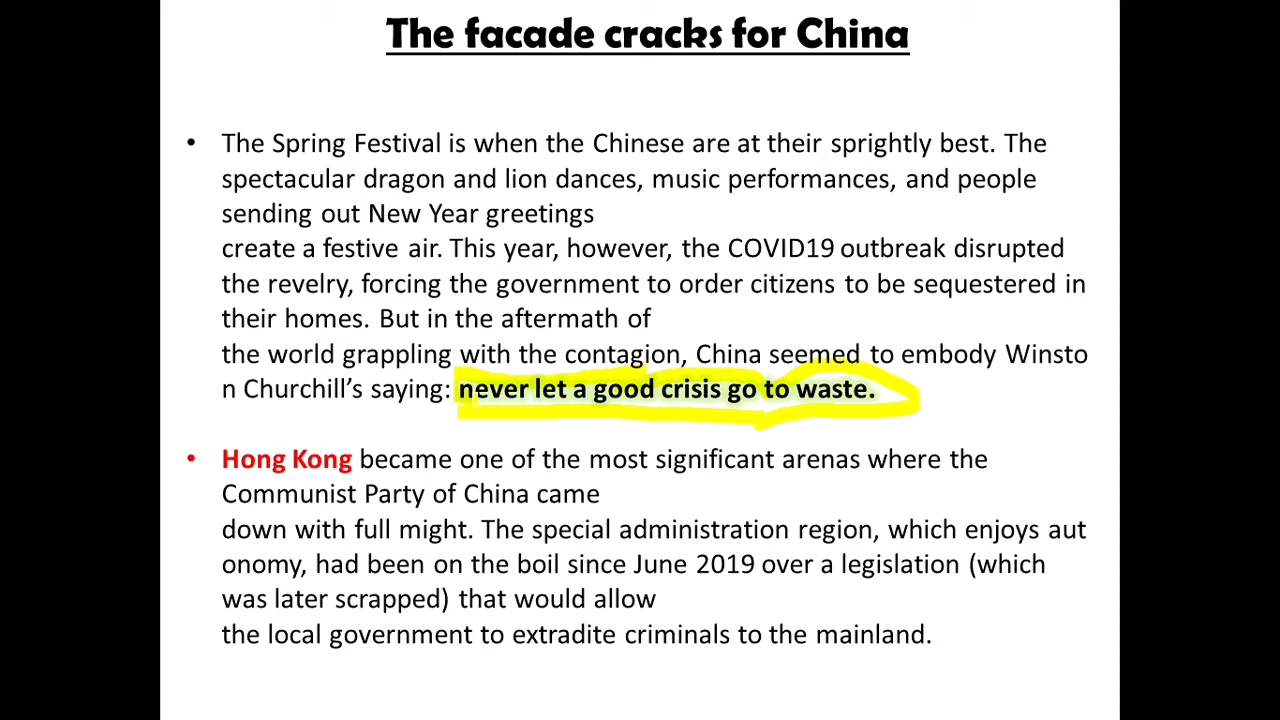 The facade cracks for China
• The Spring Festival is when the Chinese are at their sprightly best. The
spectacular dragon and lion dances, music performances, and people
sending out New Year greetings
create a festive air. This year, however, the COVID19 outbreak disrupted
the revelry, forcing the government to order citizens to be sequestered in
their homes. But in the aftermath of
the world grappling with the contagion, China seemed to embody Winsto
n Churchill’s saying: never let a good crisis go to waste.
• Hong Kong became one of the most significant arenas where the
Communist Party of China came
down with full might. The special administration region, which enjoys aut
onomy, had been on the boil since June 2019 over a legislation (which
was later scrapped) that would allow
the local government to extradite criminals to the mainland.